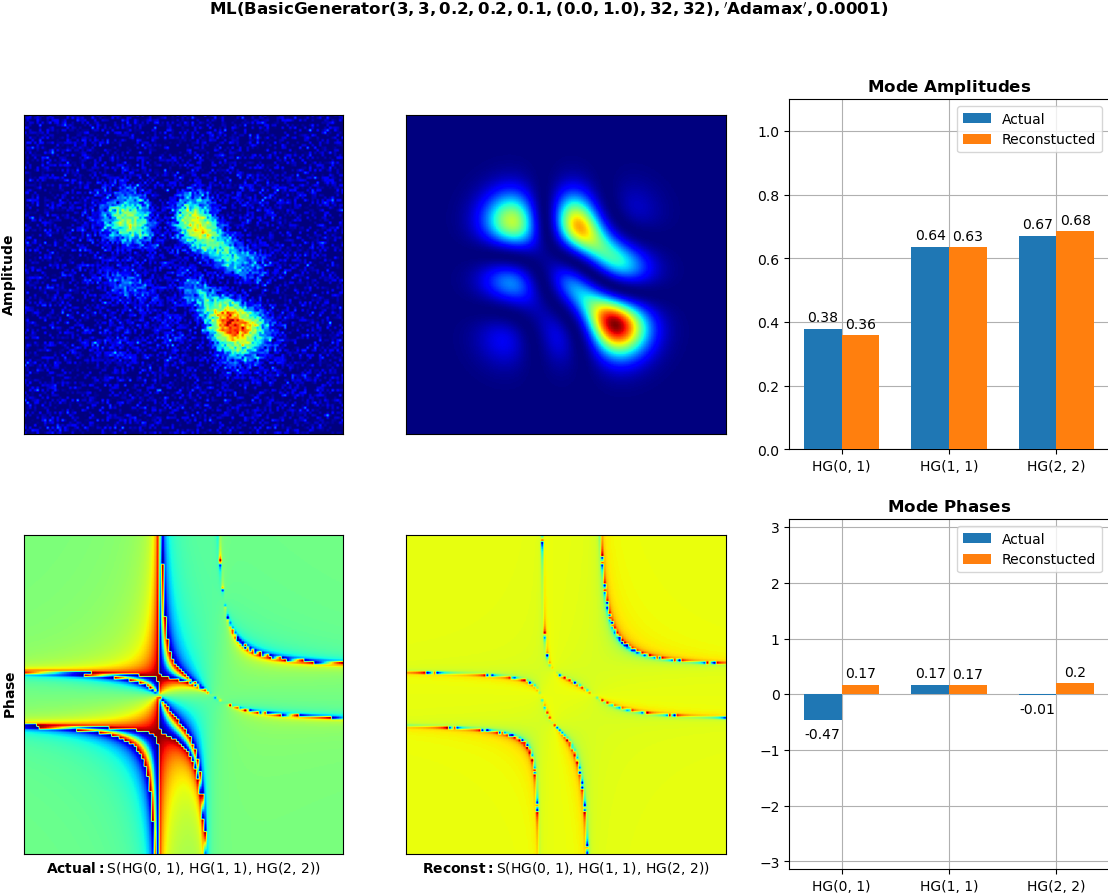 ML(BasicGenerator(3, 3, 0.2, 0.2, 0.1, (0.0, 1.0), 32, 32), ′Adamax′, 0.0001)
Amplitude
Mode Amplitudes
Actual
Reconstucted
1.0
0.8
0.6
0.4
0.2
0.0
0.38
0.36
0.64
0.63
0.67
0.68
HG(0, 1)
HG(1, 1)
HG(2, 2)
Phase
Actual: S(HG(0, 1), HG(1, 1), HG(2, 2))
Reconst: S(HG(0, 1), HG(1, 1), HG(2, 2))
Mode Phases
Actual
Reconstucted
3
2
1
0
−1
−2
−3
-0.47
0.17
0.17
0.17
-0.01
0.2
HG(0, 1)
HG(1, 1)
HG(2, 2)